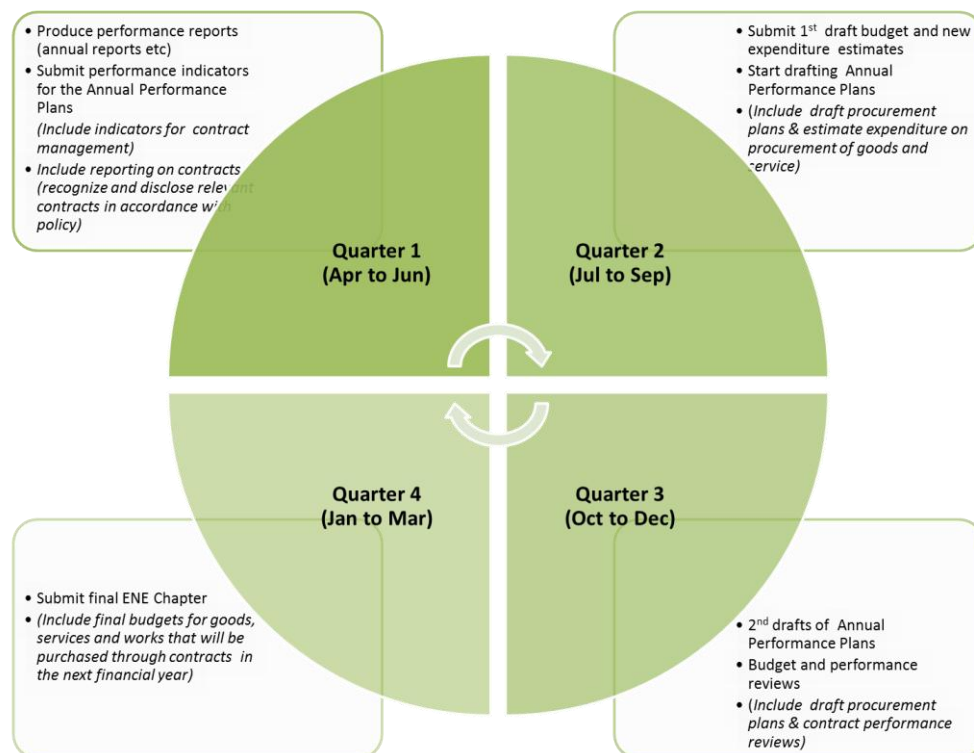 • Produce performance reports
(annual reports etc)
• Submit performance indicators
for the Annual Performance
Plans
(Include indicators for contract
management)
• Include reporting on contracts
(recognize and disclose relevant
contracts in accordance with
policy)
• Submit 1st draft budget and new
expenditure estimates
• Start drafting Annual
Performance Plans
• (Include draft procurement
plans & estimate expenditure on
procurement of goods and
service)
Quarter 1
(Apr to Jun)
Quarter 2
(Jul to Sep)
Quarter 4
(Jan to Mar)
Quarter 3
(Oct to Dec)
• Submit final ENE Chapter
• (Include final budgets for goods,
services and works that will be
purchased through contracts in
the next financial year)
• 2nd drafts of Annual
Performance Plans
• Budget and performance
reviews
• (Include draft procurement
plans & contract performance
reviews)